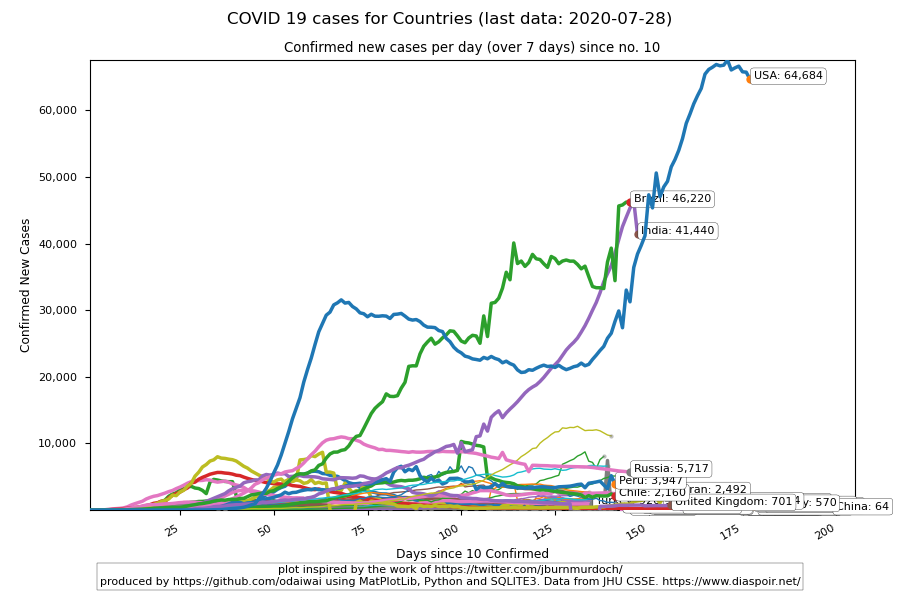 COVID 19 cases for Countries (last data: 2020-07-28)
Confirmed new cases per day (over 7 days) since no. 10
Confirmed New Cases
60,000
50,000
40,000
30,000
20,000
10,000
USA: 64,684
Brazil: 46,220
India: 41,440
Russia: 5,717
Peru: 3,947
Chile: 2,160
ran: 2,492
nited Kingdom: 701
y: 570
China: 64
25
50
75
100
125
150
175
200
Days since 10 Confirmed
plot inspired by the work of https://twitter.com/jburnmurdoch/
produced by https://github.com/odaiwai using MatPlotLib, Python and SQLITE3. Data from JHU CSSE. https://www.diaspoir.net/